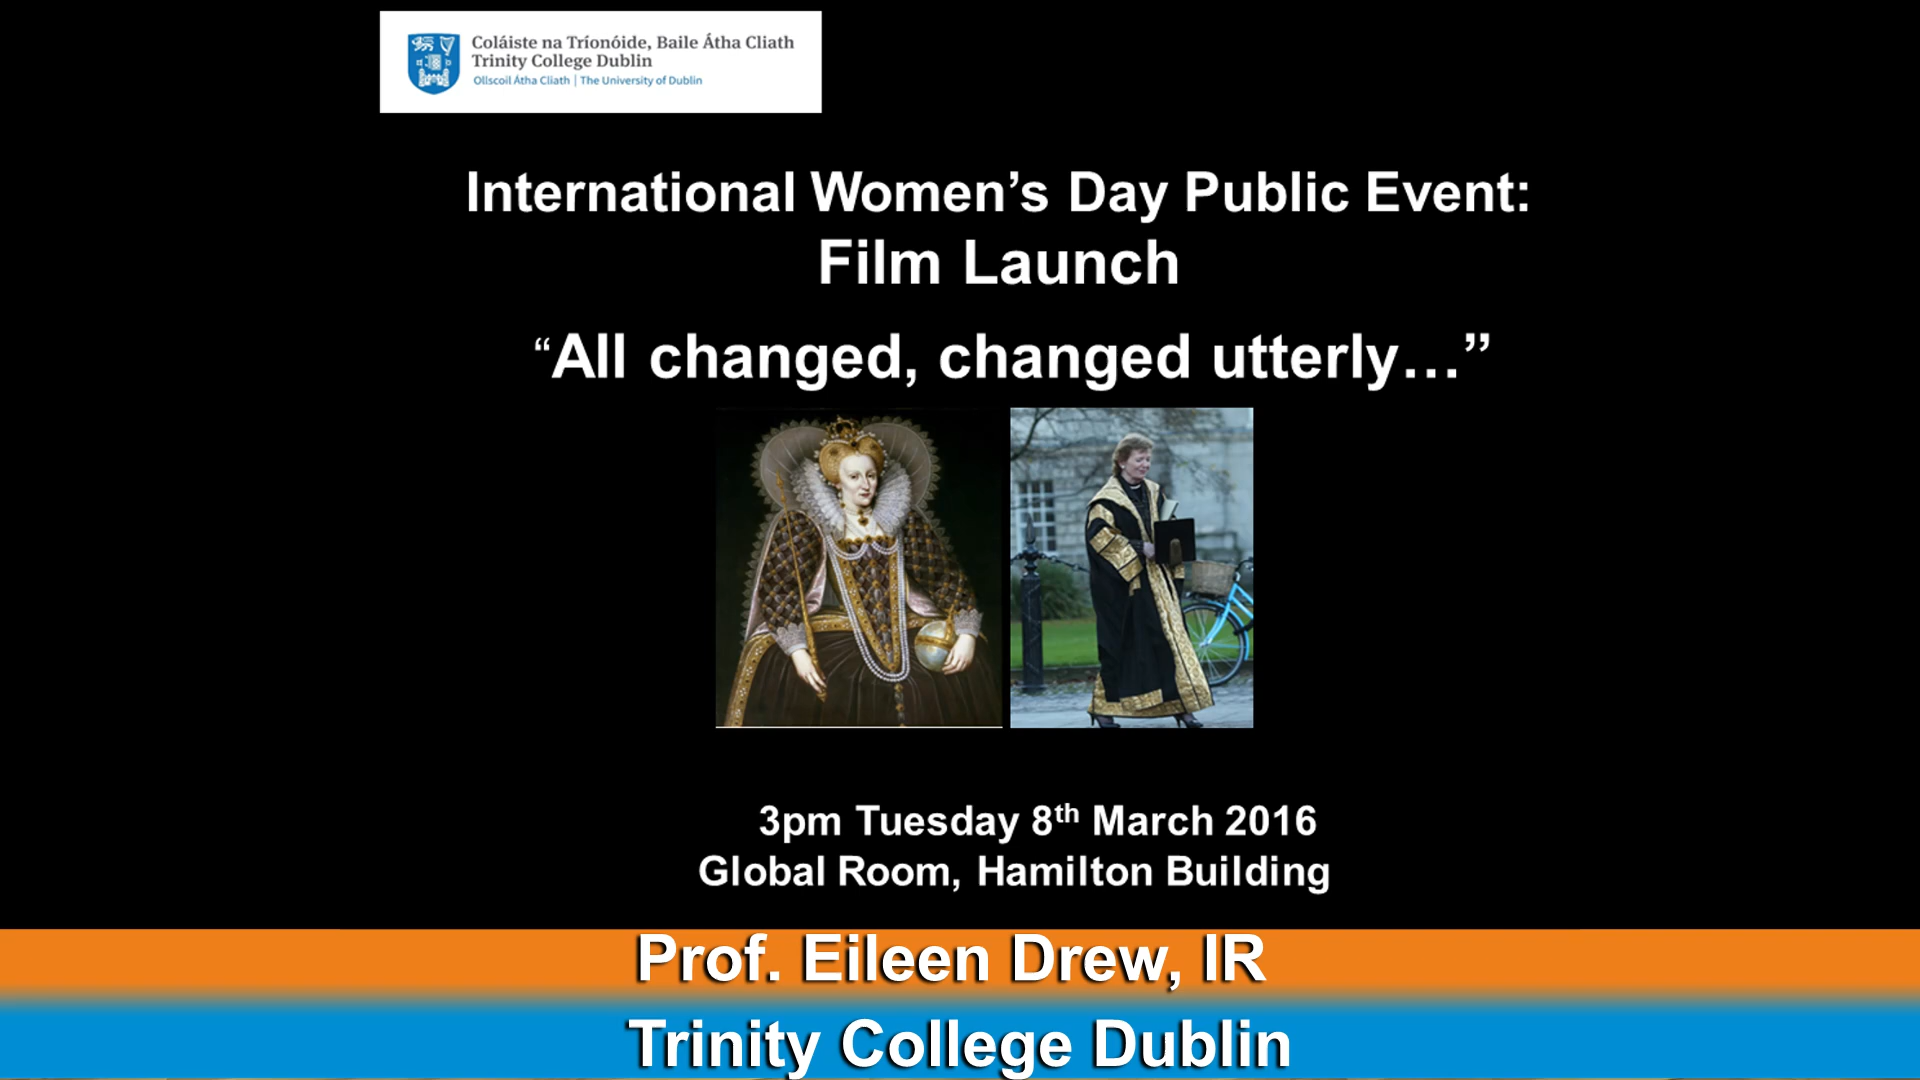 Coláiste na Tríonóide, Baile Átha Cliath
Trinity College Dublin
Ollscoil Átha Cliath | The University of Dublin
International Women’s Day Public Event:
Film Launch
“All changed, changed utterly…”
3pm Tuesday 8th March 2016
Global Room, Hamilton Building
Prof. Eileen Drew, IR
Trinity College Dublin